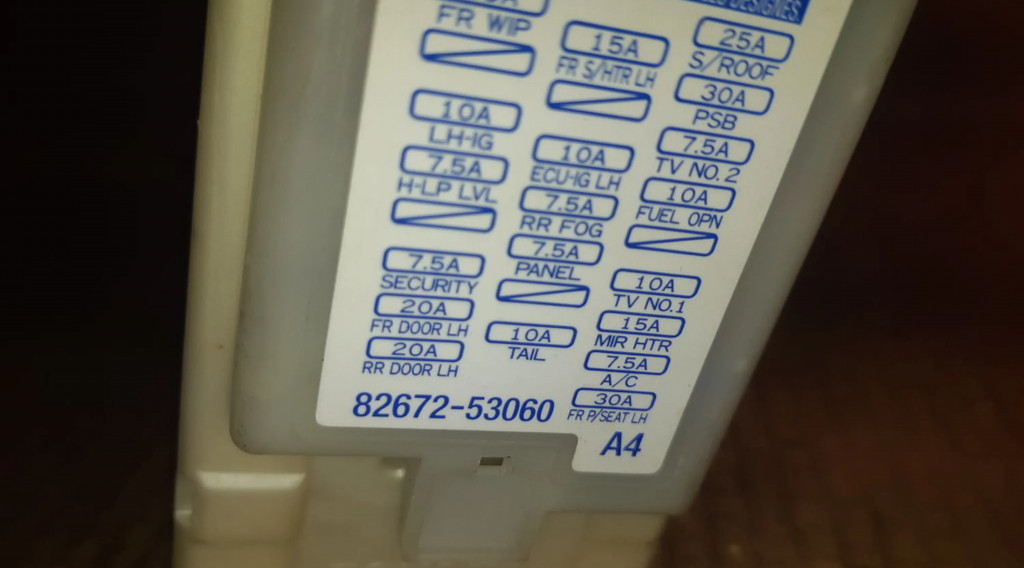 FR WIP
10A
LH-IG
7.5A
H-LP LVL
7.5A
SECURITY
20A
FR DOOR LH
20A
RR DOOR LH
15A
FR S/HTR LH
10A
ECU-IG LH
7.5A
RR FOG
7.5A
PANEL
10A
TAIL
25A
S/ROOF
30A
PSB
7.5A
TV NO. 2
10A
FUEL OPN
10A
TV NO.1
15A
MIR HTR
7.5A
A/C
30A
FR P/SEAT LH
82672-53060
A4